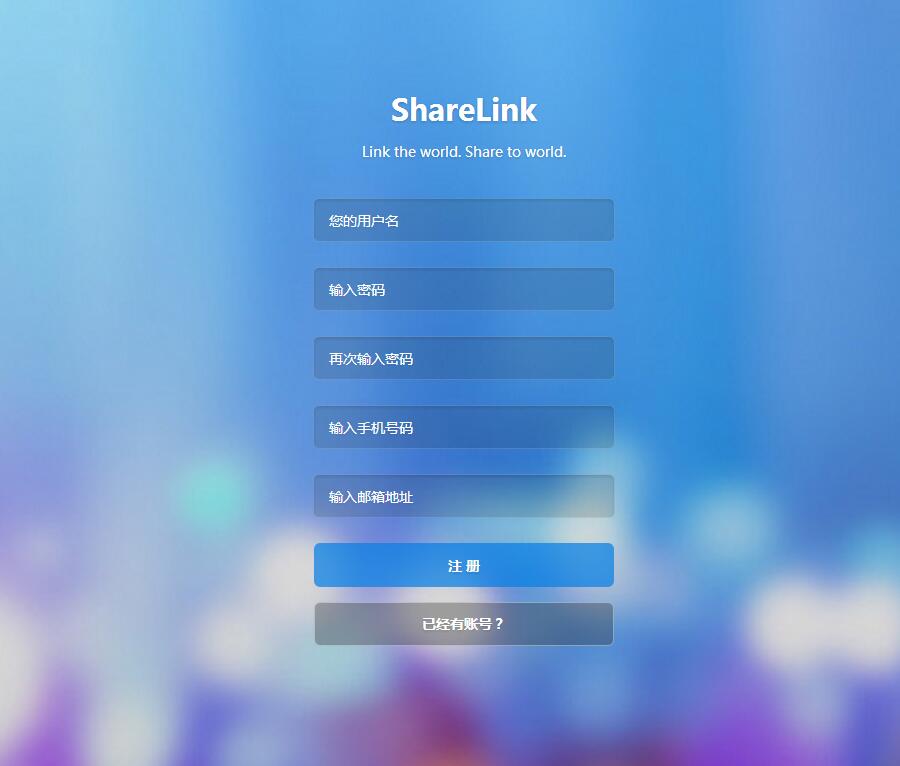 ShareLink
Link the world. Share to world.
您的用户名
输入密码
再次输入密码
输入手机号码
输入邮箱地址
注 册
已经有账号？